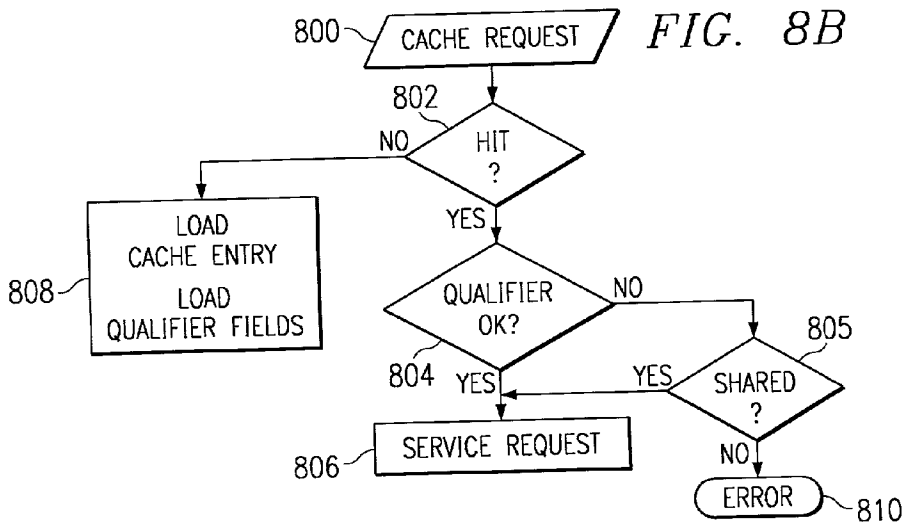 800
CACHE REQUEST
FIG. 8B
802
HIT
?
NO
YES
LOAD
CACHE ENTRY
LOAD
QUALIFIER FIELDS
808
QUALIFIER
OK?
NO
804
YES
805
SHARED
?
YES
NO
SERVICE REQUEST
806
ERROR
810